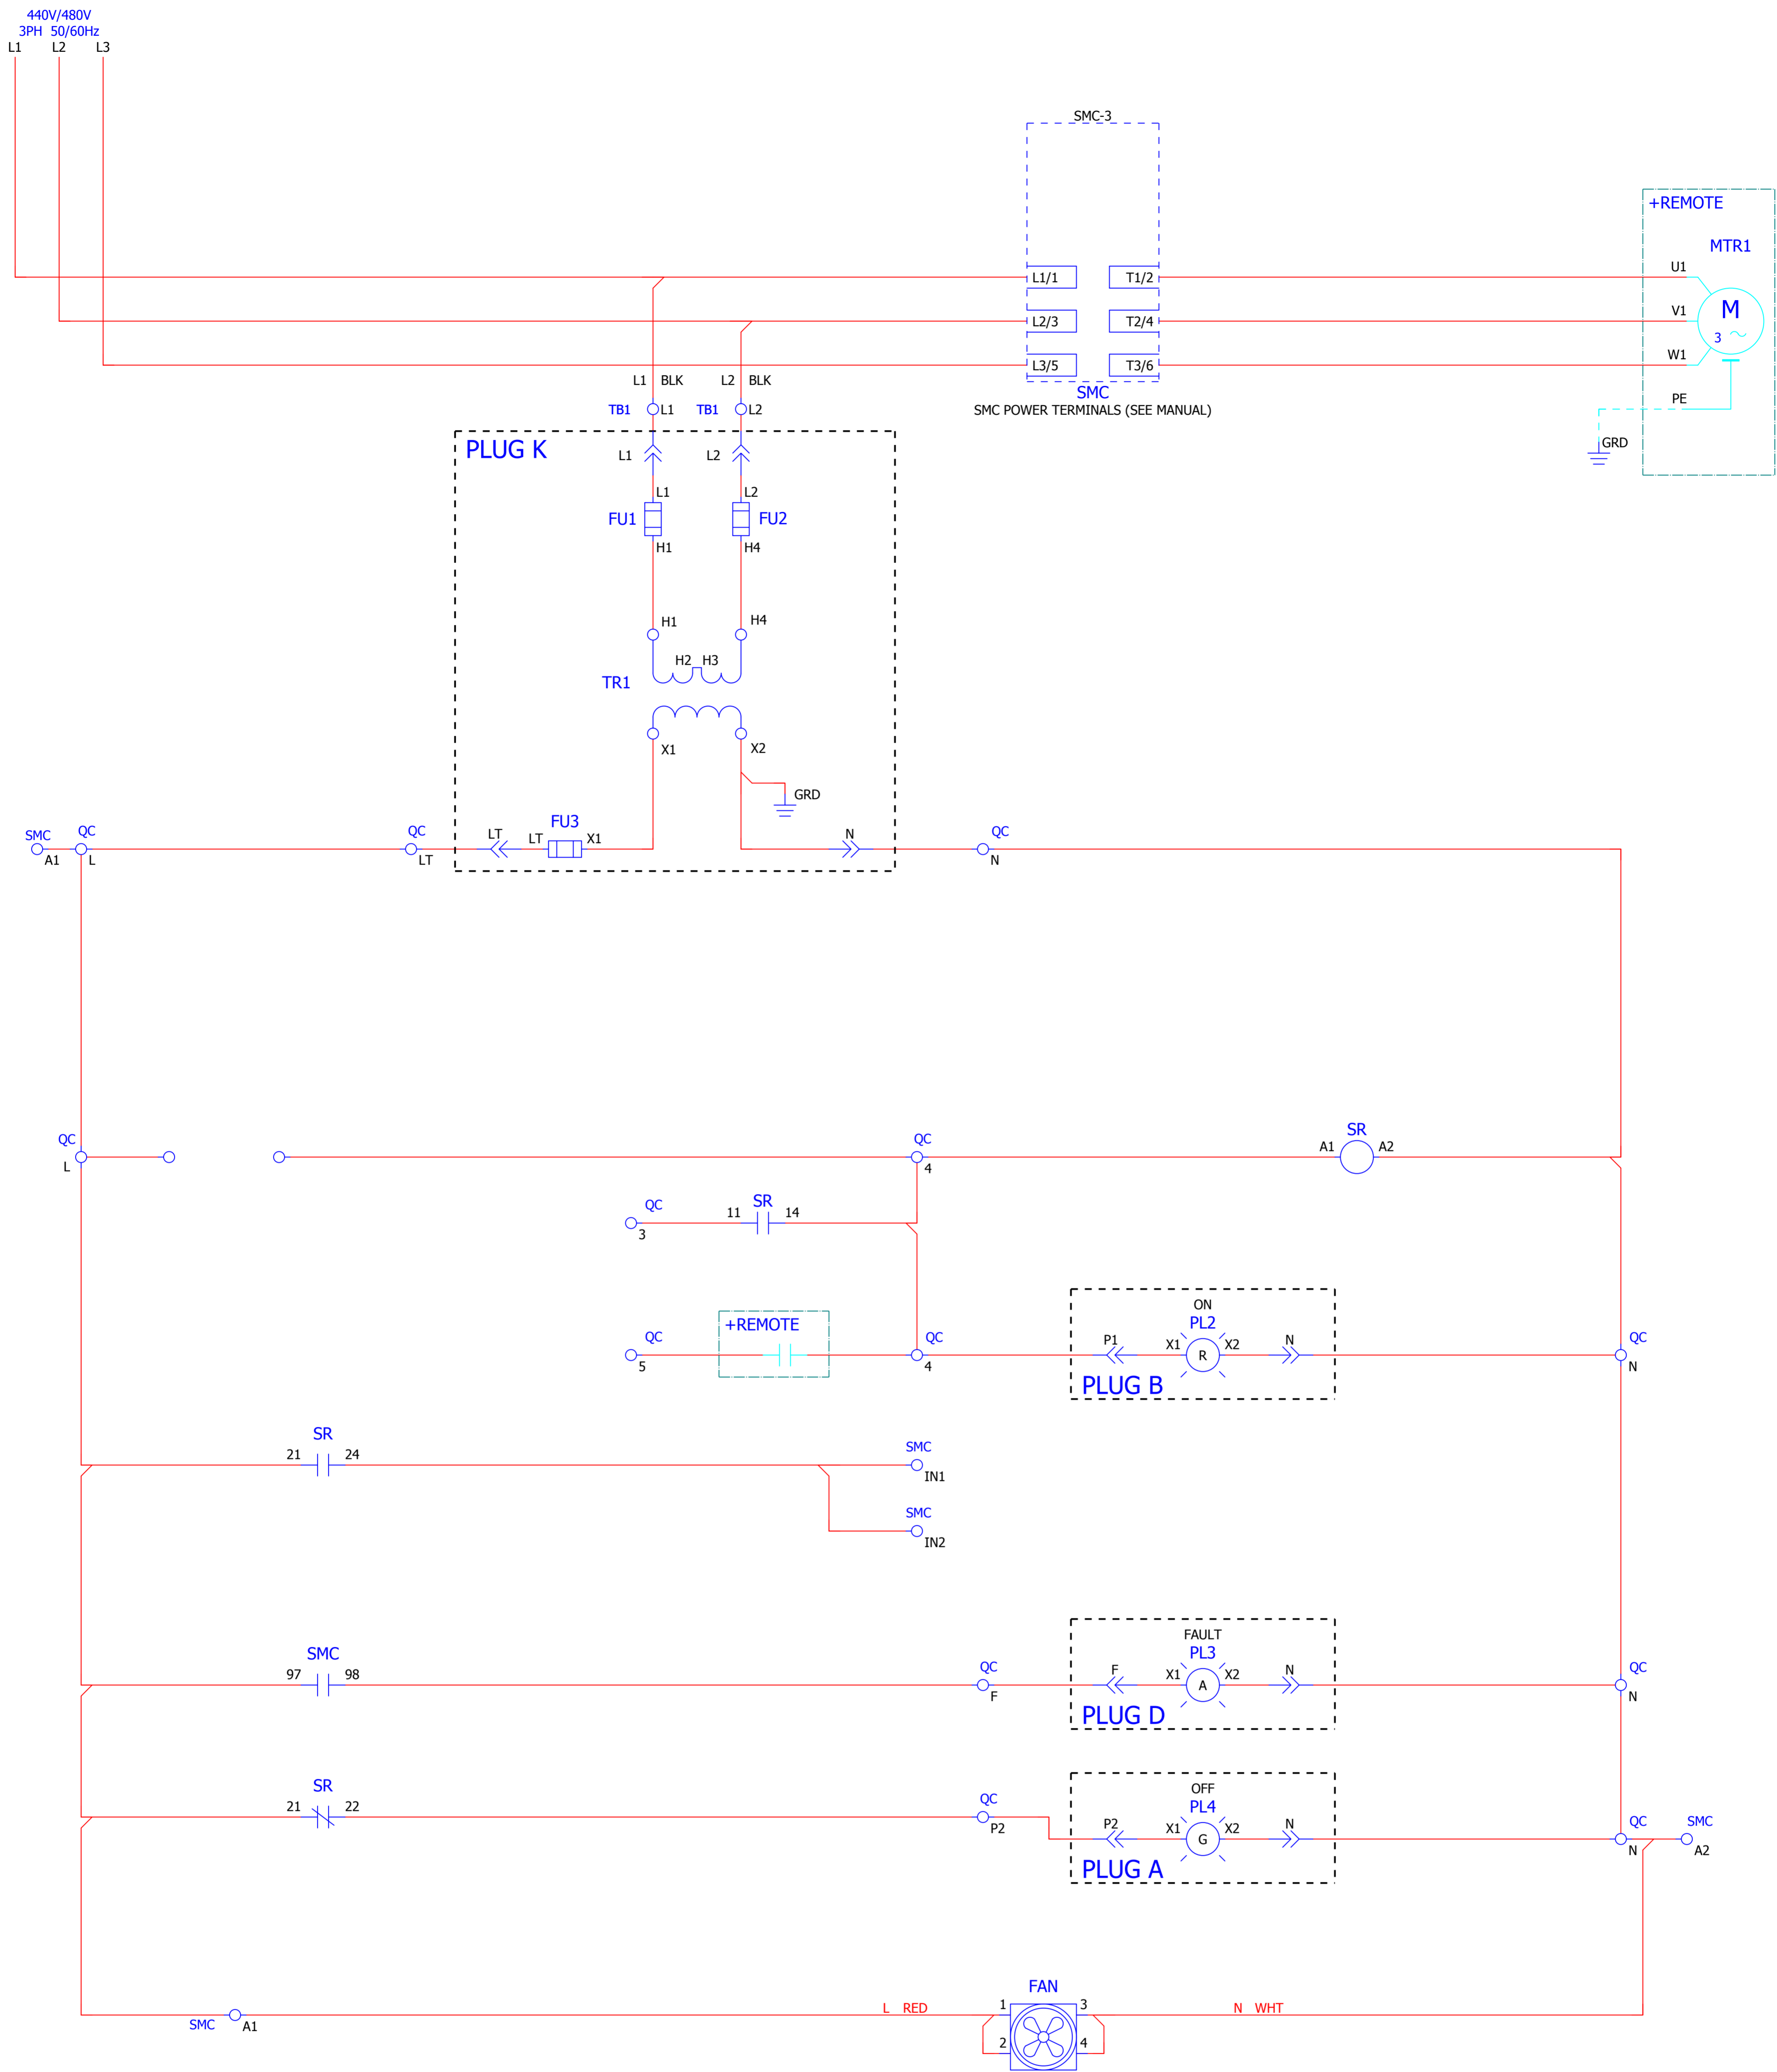 440V/480V
3PH 50/60Hz
L1 L2 L3
SMC-3
+REMOTE
MTR1
L1/1 T1/2 U1
M
3
L2/3 T2/4 V1
L3/5 T3/6 W1
L1 BLK L2 BLK
SMC
PE
TB1 L1 TB1 L2
SMC POWER TERMINALS (SEE MANUAL)
GRD
PLUG K
L1 L2
L1 L2
FU1 FU2
H1 H4
H1 H4
H2 H3
TR1
X1 X2
GRD
FU3
SMC QC QC LT LT X1 N QC
A1 L LT N
QC QC SR
A1 A2
L 4
QC SR
11 14
3
ON
+REMOTE PL2
QC QC P1 X1 X2 N QC
R
5 4 N
PLUG B
SR
21 24 SMC
IN1
SMC
IN2
FAULT
SMC PL3
97 98 QC F X1 X2 N QC
A
F N
PLUG D
SR OFF
21 22 QC PL4
P2 P2 X1 X2 N QC SMC
G
N A2
PLUG A
FAN
L RED 1 3 N WHT
SMC A1
2 4